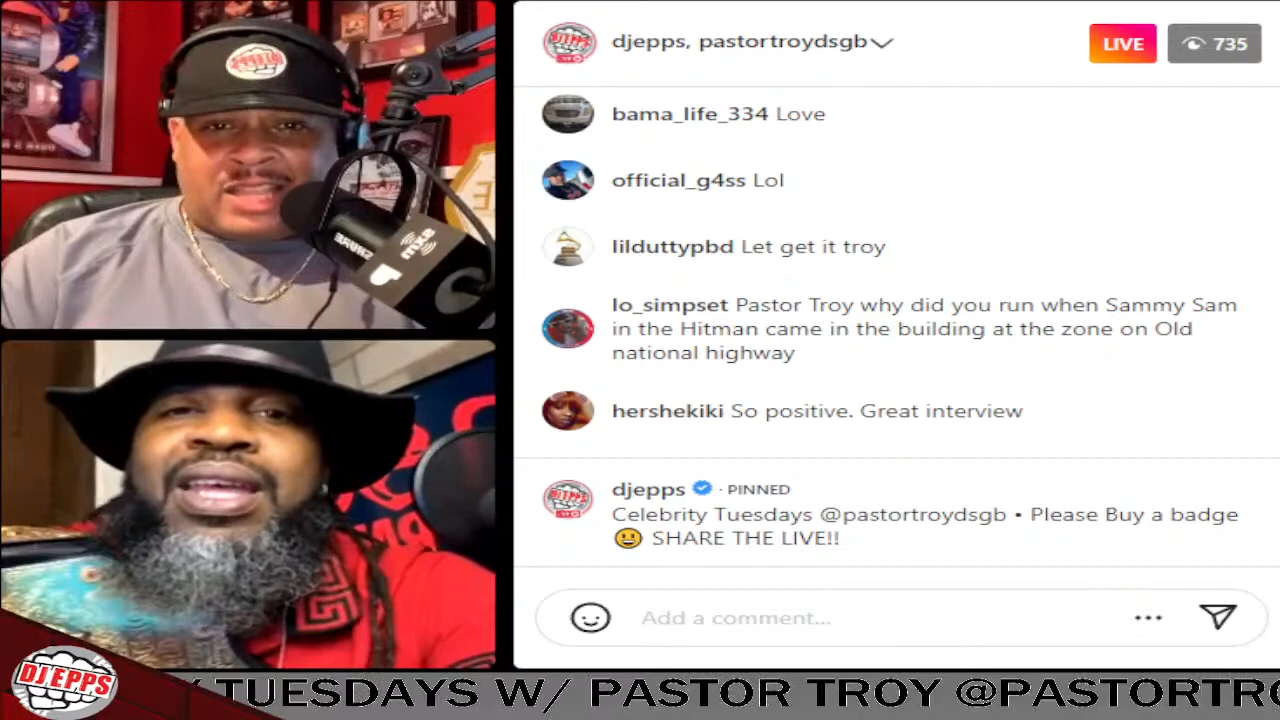 djepps, pastortroydsgb
LIVE
735
bama_life_334 Love
official_g4ss Lol
lilduttypbd Let get it troy
lo_simpset Pastor Troy why did you run when Sammy Sam
in the Hitman came in the building at the zone on Old
national highway
hershekiki So positive. Great interview
djepps · PINNED
Celebrity Tuesdays @pastortroydsgb • Please Buy a badge
😀 SHARE THE LIVE!!
Add a comment...
DJ EPPS
Y TUESDAYS W/ PASTOR TROY @PASTORTRO